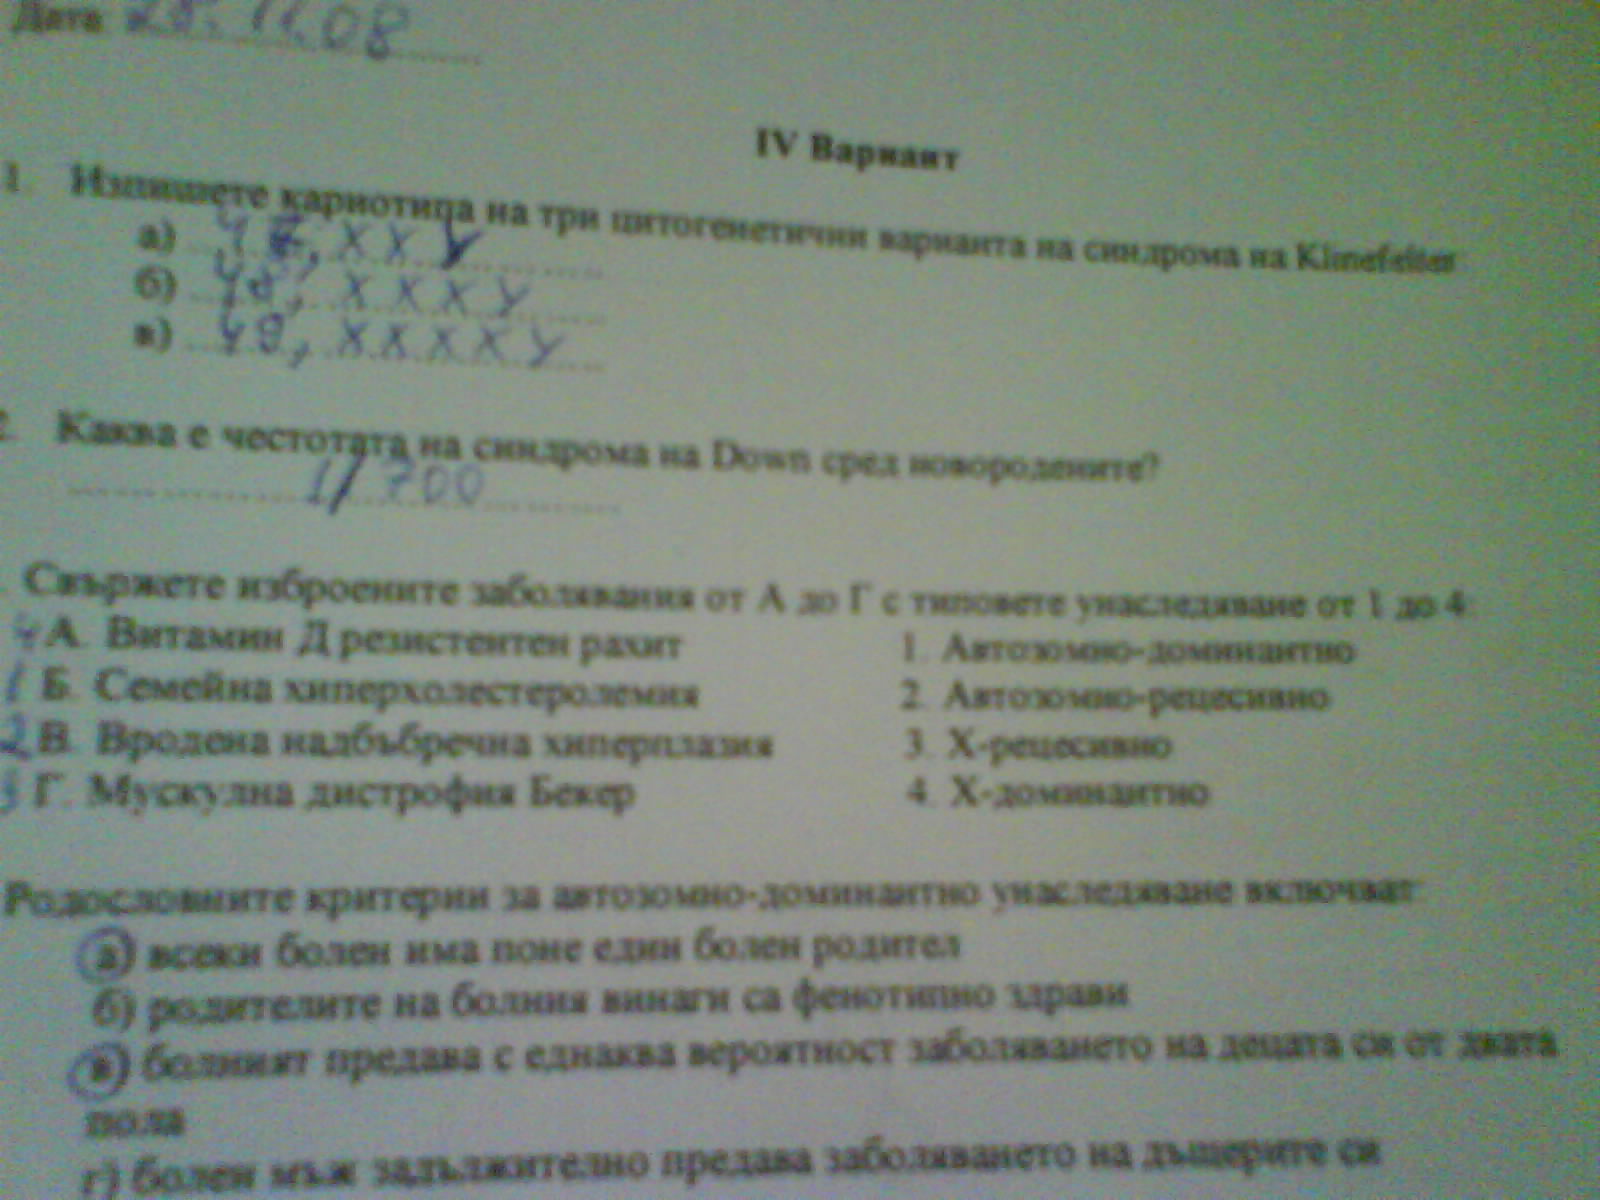 Дата 11.08
IV Вариант
1. Изпишете кариотипа на три цитогенетични варианта на синдрома на Klinefelter
а) 47, XXY
б) 48, XXXY
в) 49, XXXXY
2. Каква е честотата на синдрома на Down сред новородените?
1/700
Свържете изброените заболявания от А до Г с типовете унаследяване от 1 до 4:
4 А. Витамин Д резистентен рахит 1. Автозомно-доминантно
1 Б. Семейна хиперхолестеролемия 2. Автозомно-рецесивно
2 В. Вродена надбъбречна хиперплазия 3. Х-рецесивно
3 Г. Мускулна дистрофия Бекер 4. Х-доминантно
Родословните критерии за автозомно-доминантно унаследяване включват:
а) всеки болен има поне един болен родител
б) родителите на болния винаги са фенотипно здрави
в) болният предава с еднаква вероятност заболяването на децата си от двата
пола
г) болен мъж задължително предава заболяването на дъщерите си